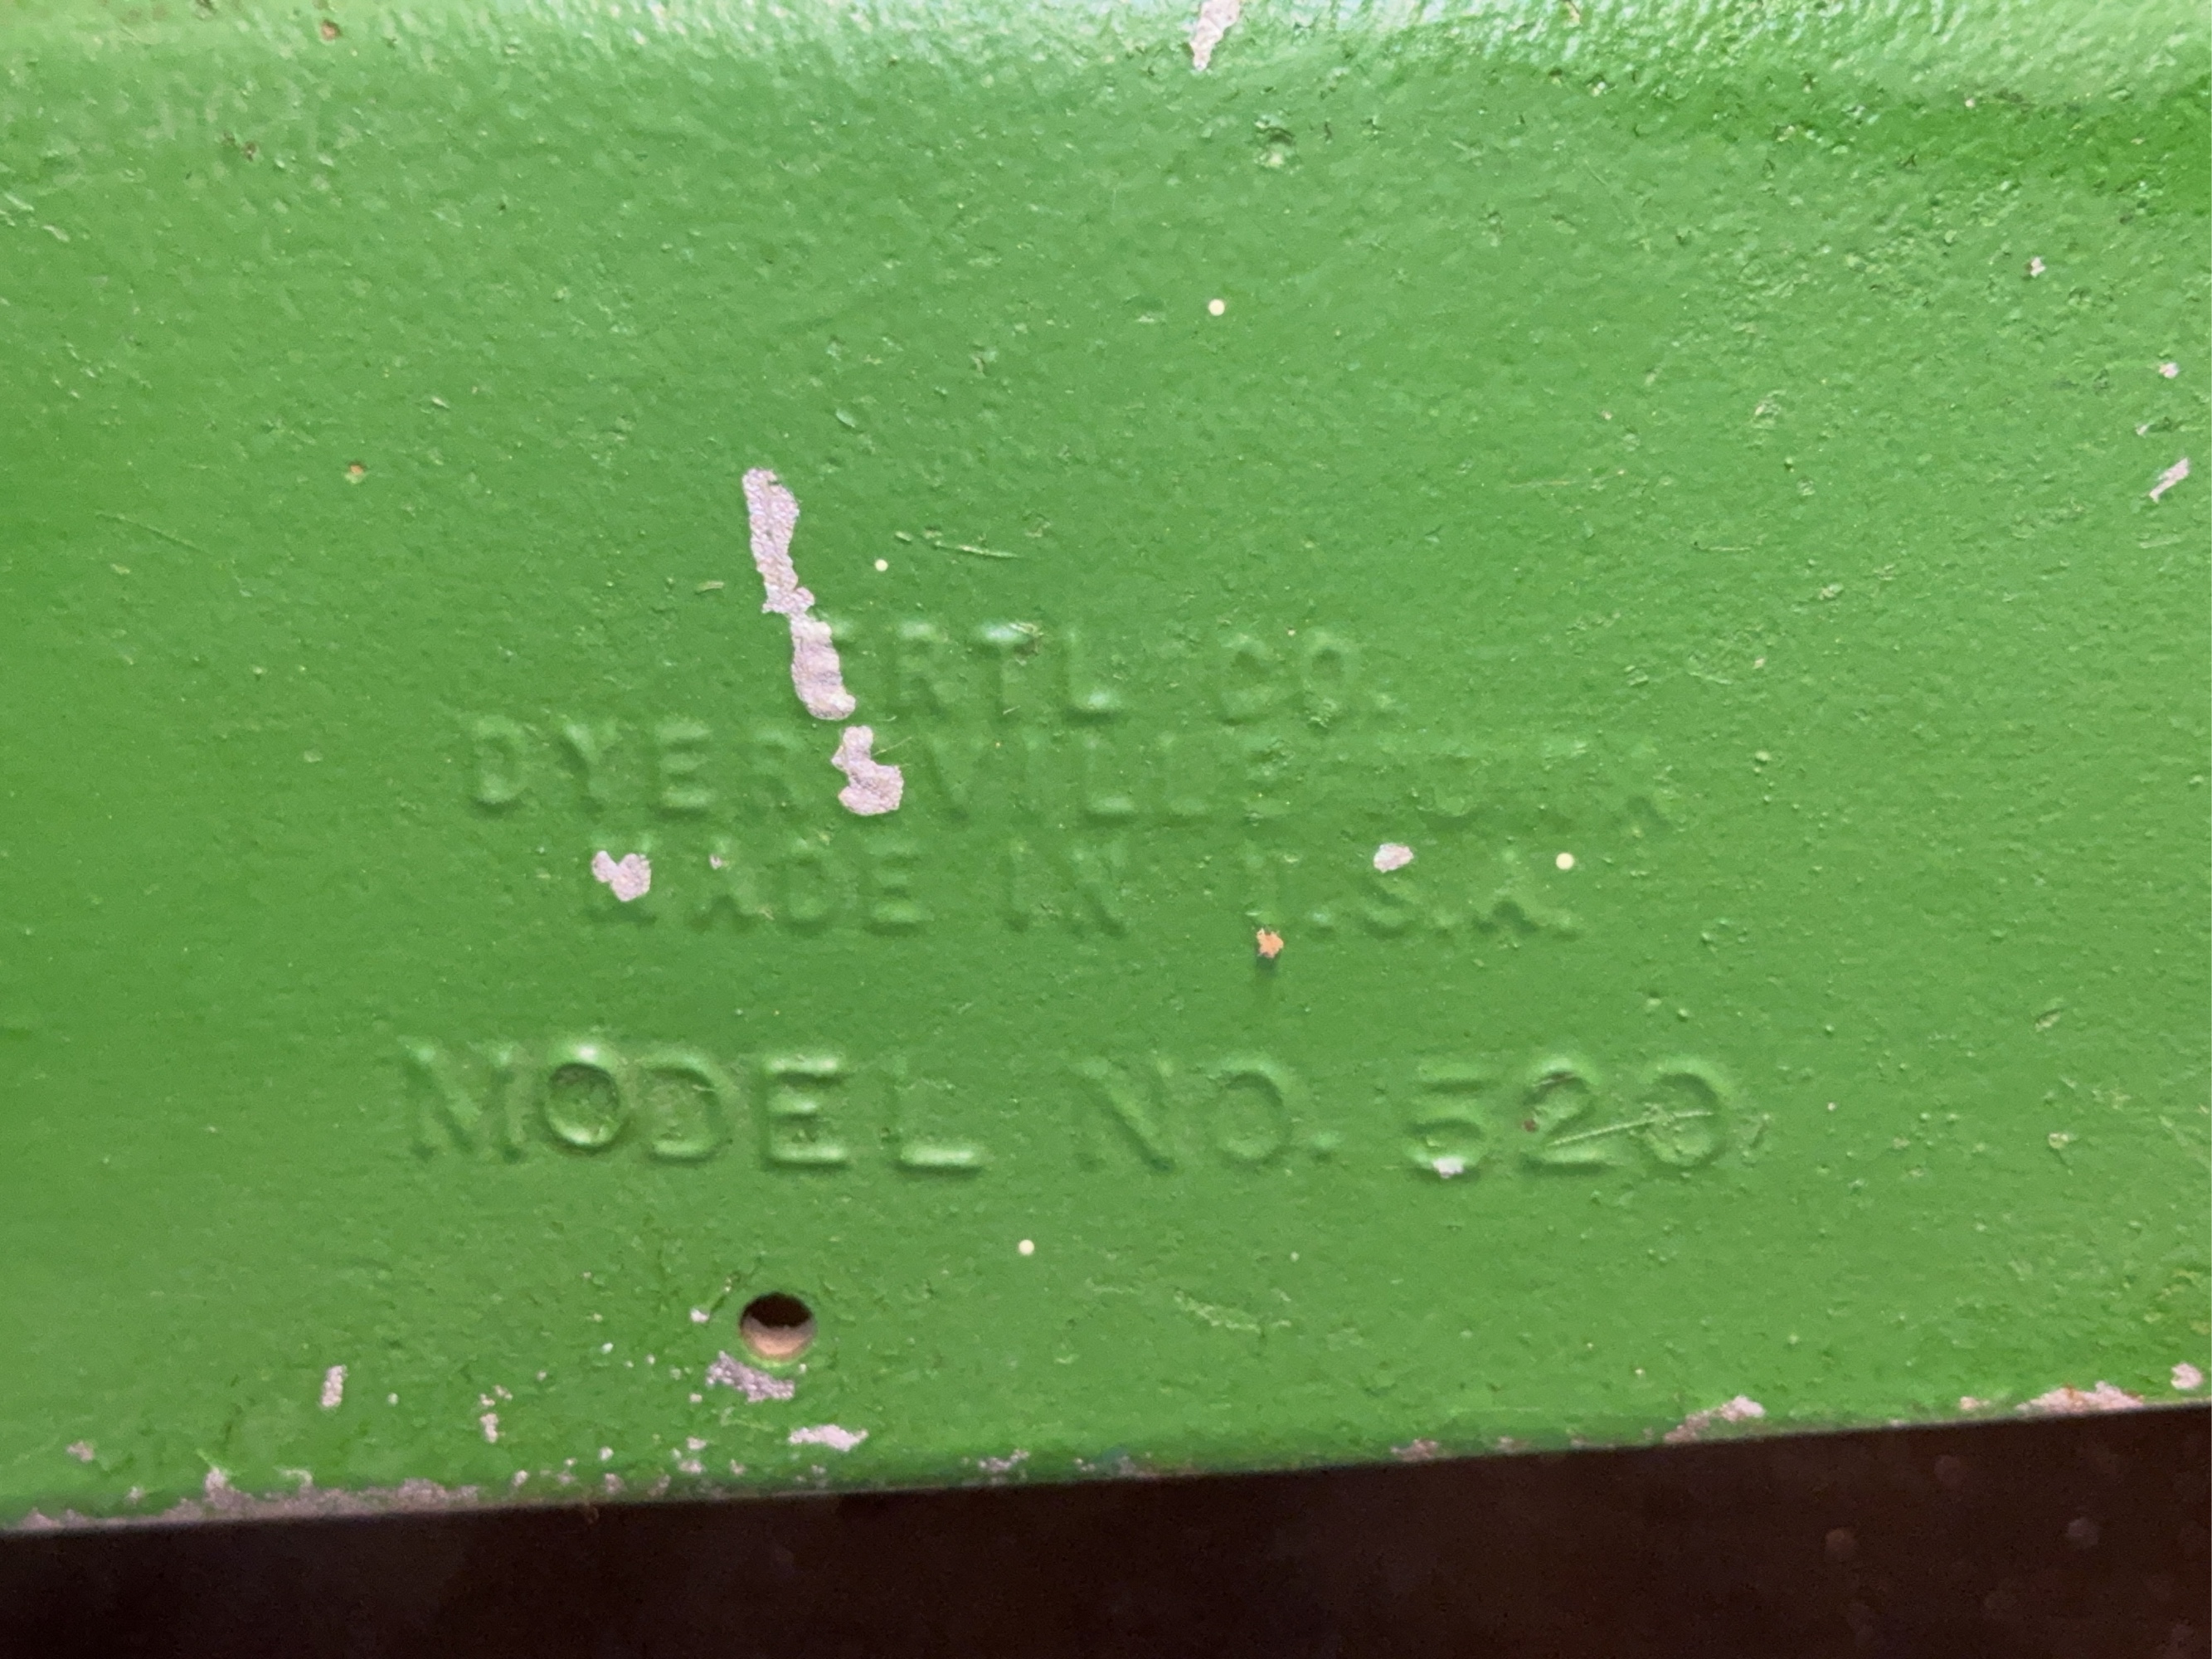 ERTL CO.
DYERSVILLE
MADE IN U.S.A.
MODEL NO. 520